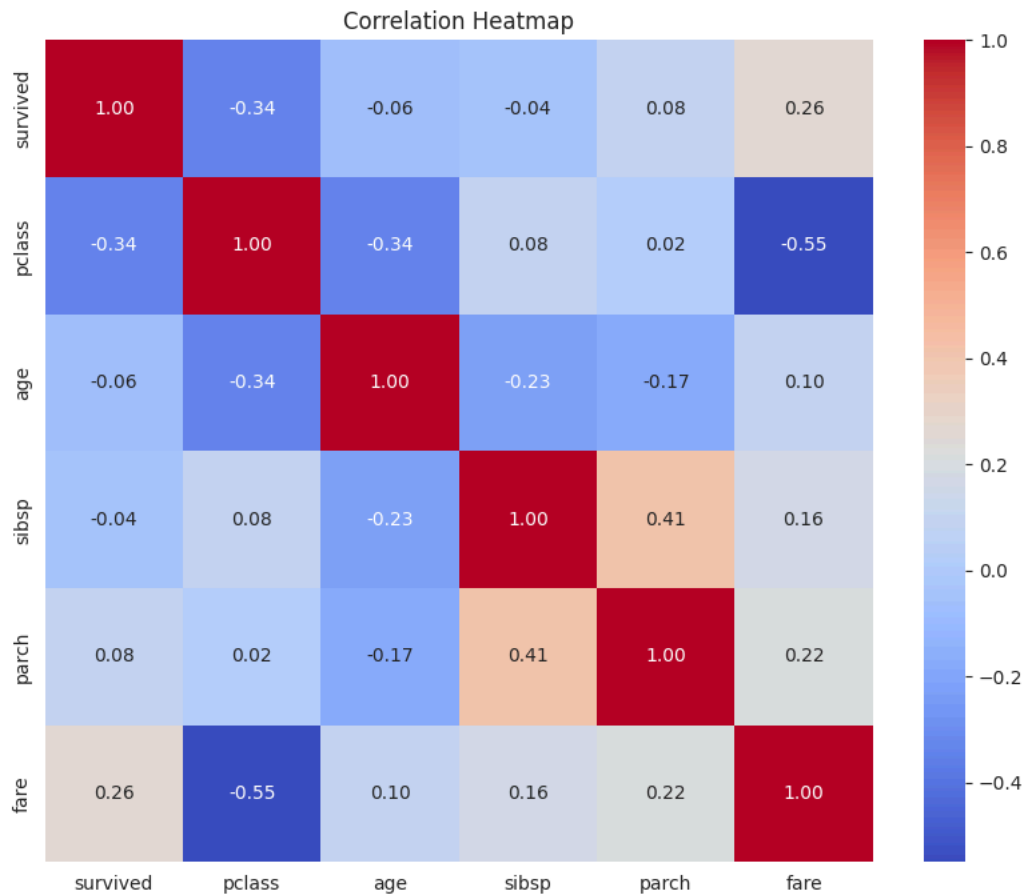 Correlation Heatmap
survived 1.00 -0.34 -0.06 -0.04 0.08 0.26
pclass -0.34 1.00 -0.34 0.08 0.02 -0.55
age -0.06 -0.34 1.00 -0.23 -0.17 0.10
sibsp -0.04 0.08 -0.23 1.00 0.41 0.16
parch 0.08 0.02 -0.17 0.41 1.00 0.22
fare 0.26 -0.55 0.10 0.16 0.22 1.00
survived pclass age sibsp parch fare
1.0
0.8
0.6
0.4
0.2
0.0
−0.2
−0.4